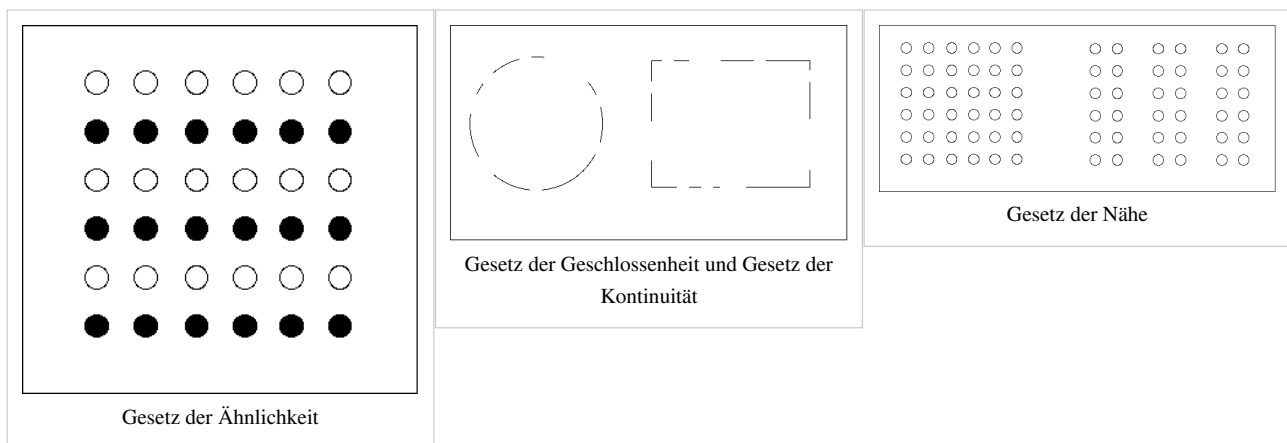 Gesetz der Ähnlichkeit
Gesetz der Geschlossenheit und Gesetz der
Kontinuität
Gesetz der Nähe